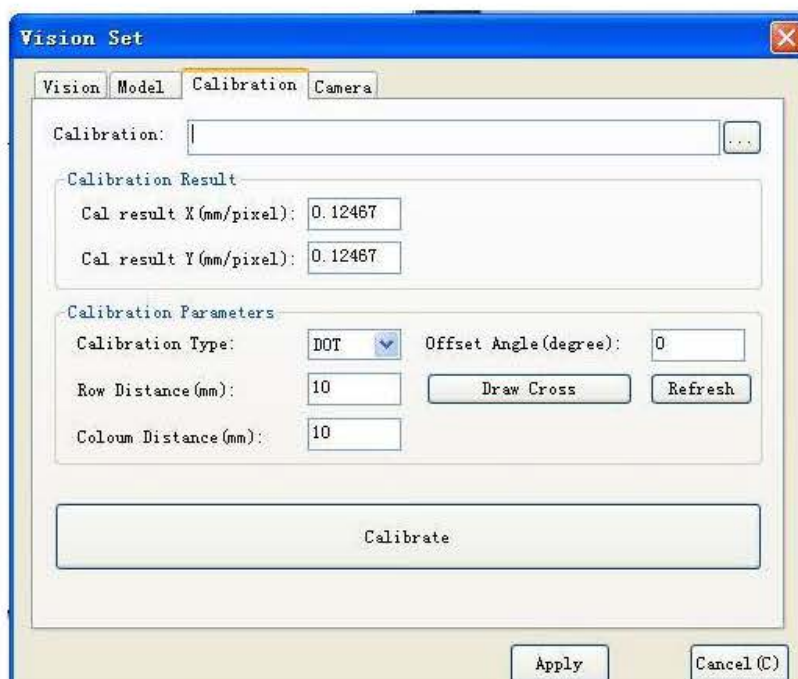 Vision Set
Vision Model Calibration Camera
Calibration: ...
Calibration Result
Cal result X(mm/pixel): 0.12467
Cal result Y(mm/pixel): 0.12467
Calibration Parameters
Calibration Type: DOT Offset Angle(degree): 0
Row Distance(mm): 10 Draw Cross Refresh
Coloum Distance(mm): 10
Calibrate
Apply Cancel(C)